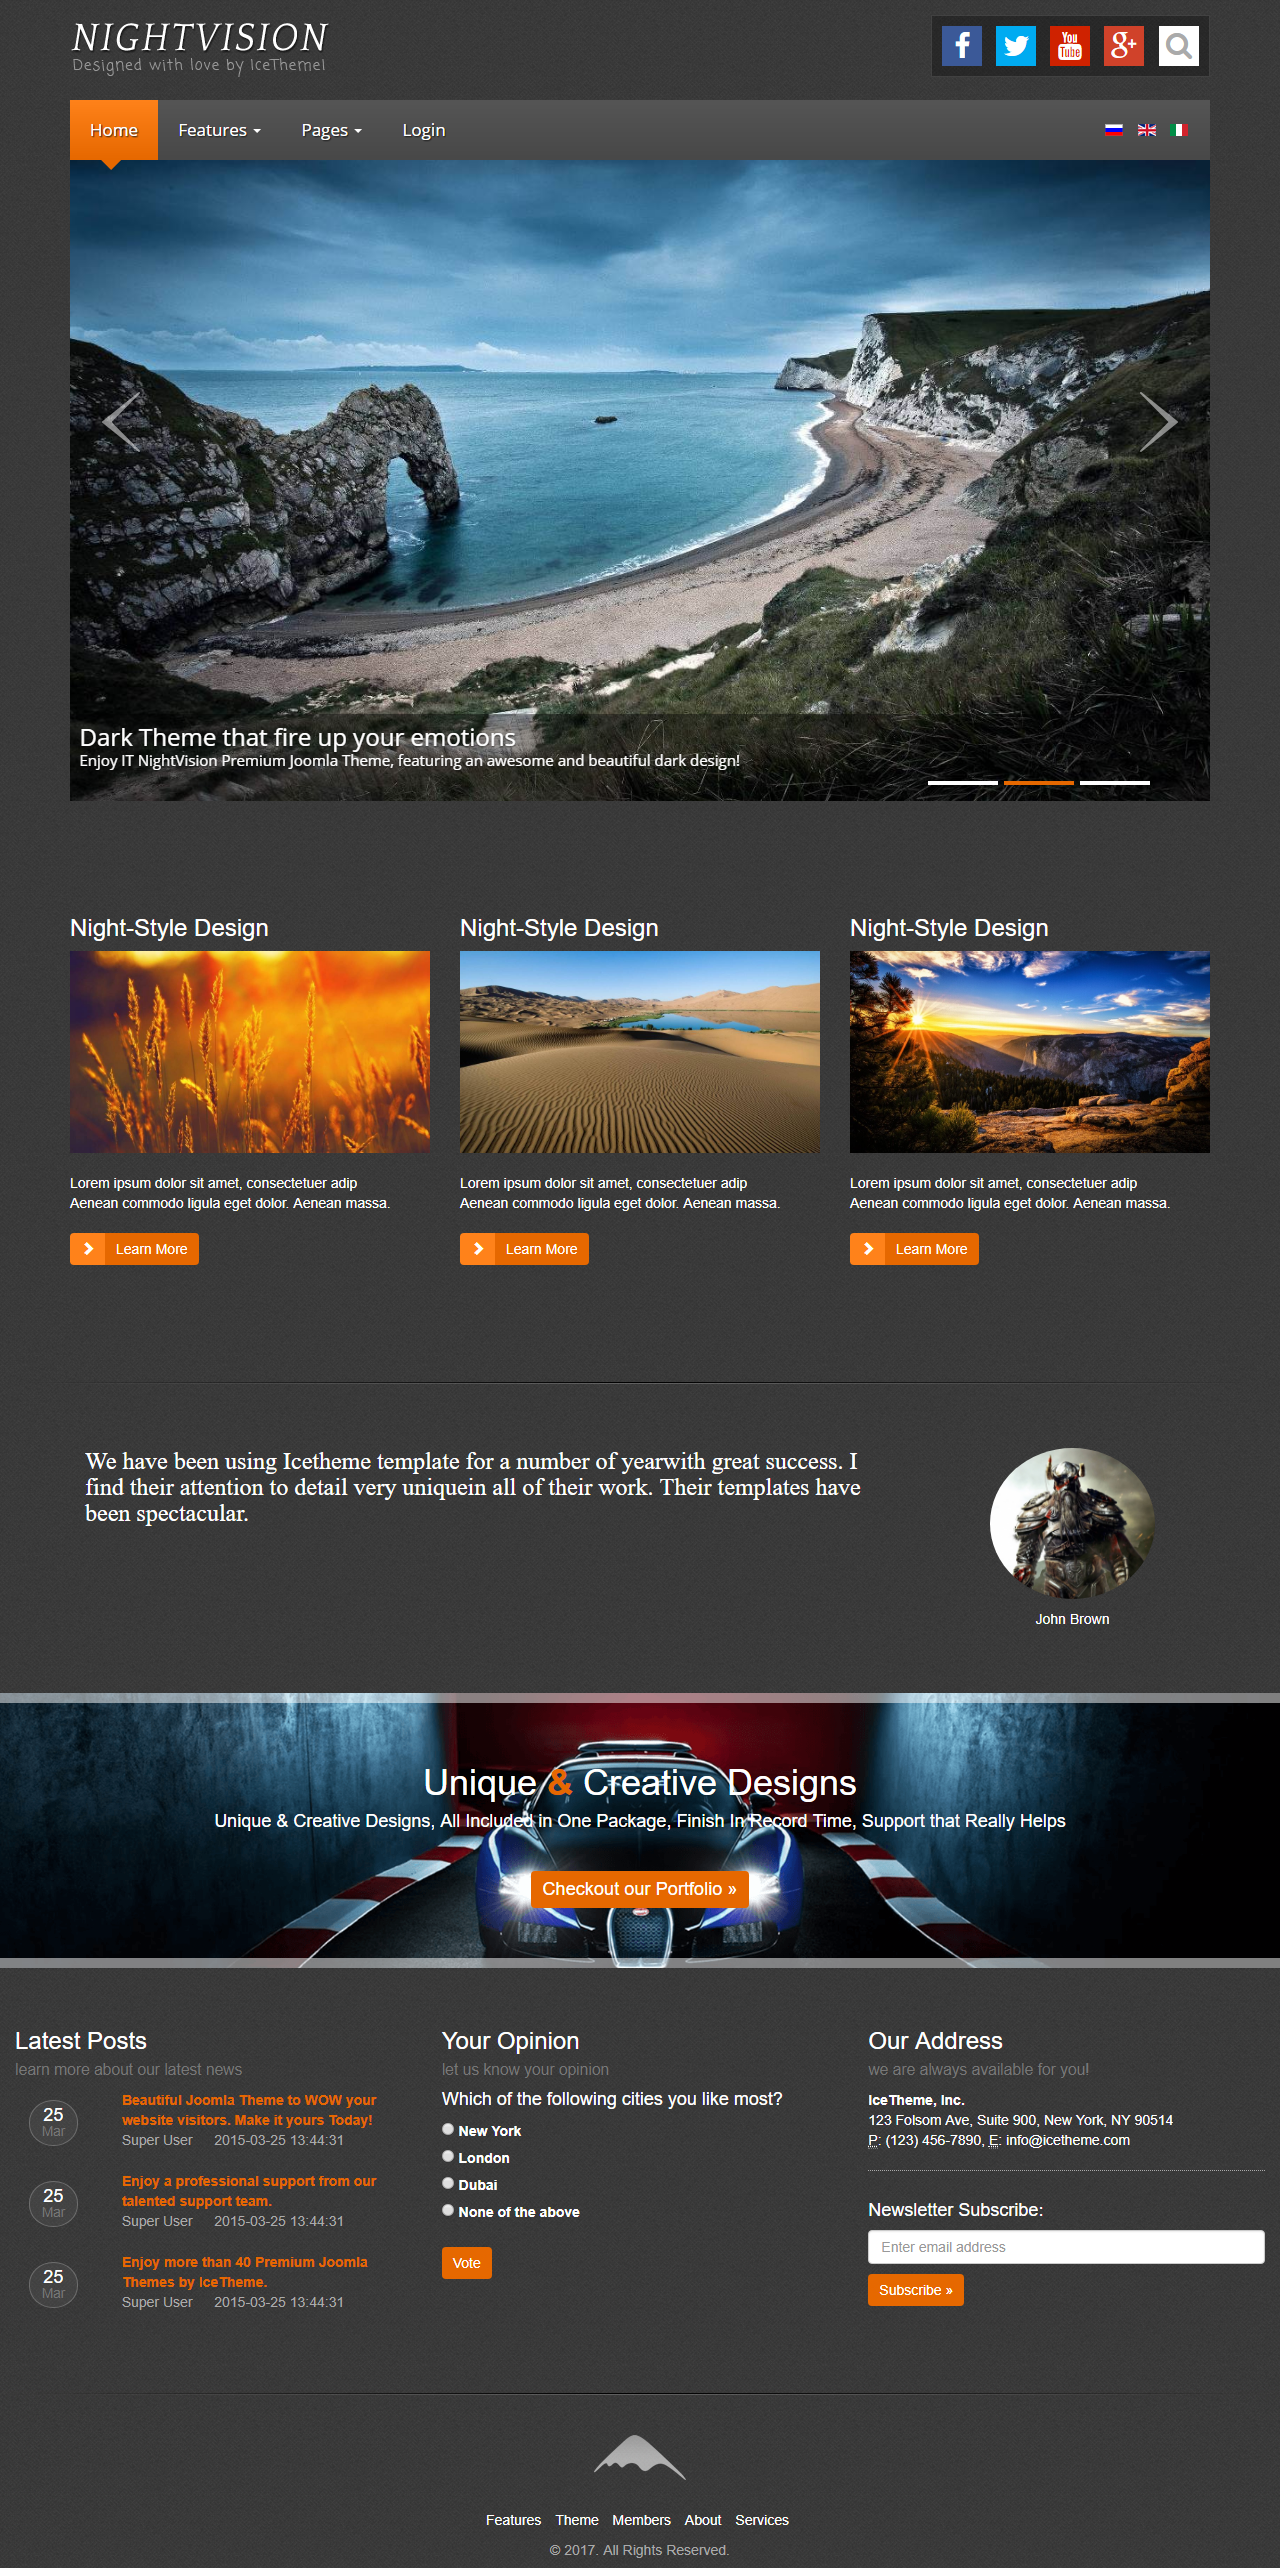 NIGHTVISION
Designed with love by IceTheme!
You
Tube
g+
Home
Features
Pages
Login
Dark Theme that fire up your emotions
Enjoy IT NightVision Premium Joomla Theme, featuring an awesome and beautiful dark design!
Night-Style Design
Lorem ipsum dolor sit amet, consectetuer adip
Aenean commodo ligula eget dolor. Aenean massa.
Learn More
Night-Style Design
Lorem ipsum dolor sit amet, consectetuer adip
Aenean commodo ligula eget dolor. Aenean massa.
Learn More
Night-Style Design
Lorem ipsum dolor sit amet, consectetuer adip
Aenean commodo ligula eget dolor. Aenean massa.
Learn More
We have been using Icetheme template for a number of yearwith great success. I
find their attention to detail very uniquein all of their work. Their templates have
been spectacular.
John Brown
Unique & Creative Designs
Unique & Creative Designs, All Included in One Package, Finish In Record Time, Support that Really Helps
Checkout our Portfolio »
Latest Posts
learn more about our latest news
25
Mar
Beautiful Joomla Theme to WOW your
website visitors. Make it yours Today!
Super User 2015-03-25 13:44:31
25
Mar
Enjoy a professional support from our
talented support team.
Super User 2015-03-25 13:44:31
25
Mar
Enjoy more than 40 Premium Joomla
Themes by IceTheme.
Super User 2015-03-25 13:44:31
Your Opinion
let us know your opinion
Which of the following cities you like most?
New York
London
Dubai
None of the above
Vote
Our Address
we are always available for you!
IceTheme, Inc.
123 Folsom Ave, Suite 900, New York, NY 90514
P: (123) 456-7890, E: info@icetheme.com
Newsletter Subscribe:
Enter email address
Subscribe »
Features Theme Members About Services
© 2017. All Rights Reserved.